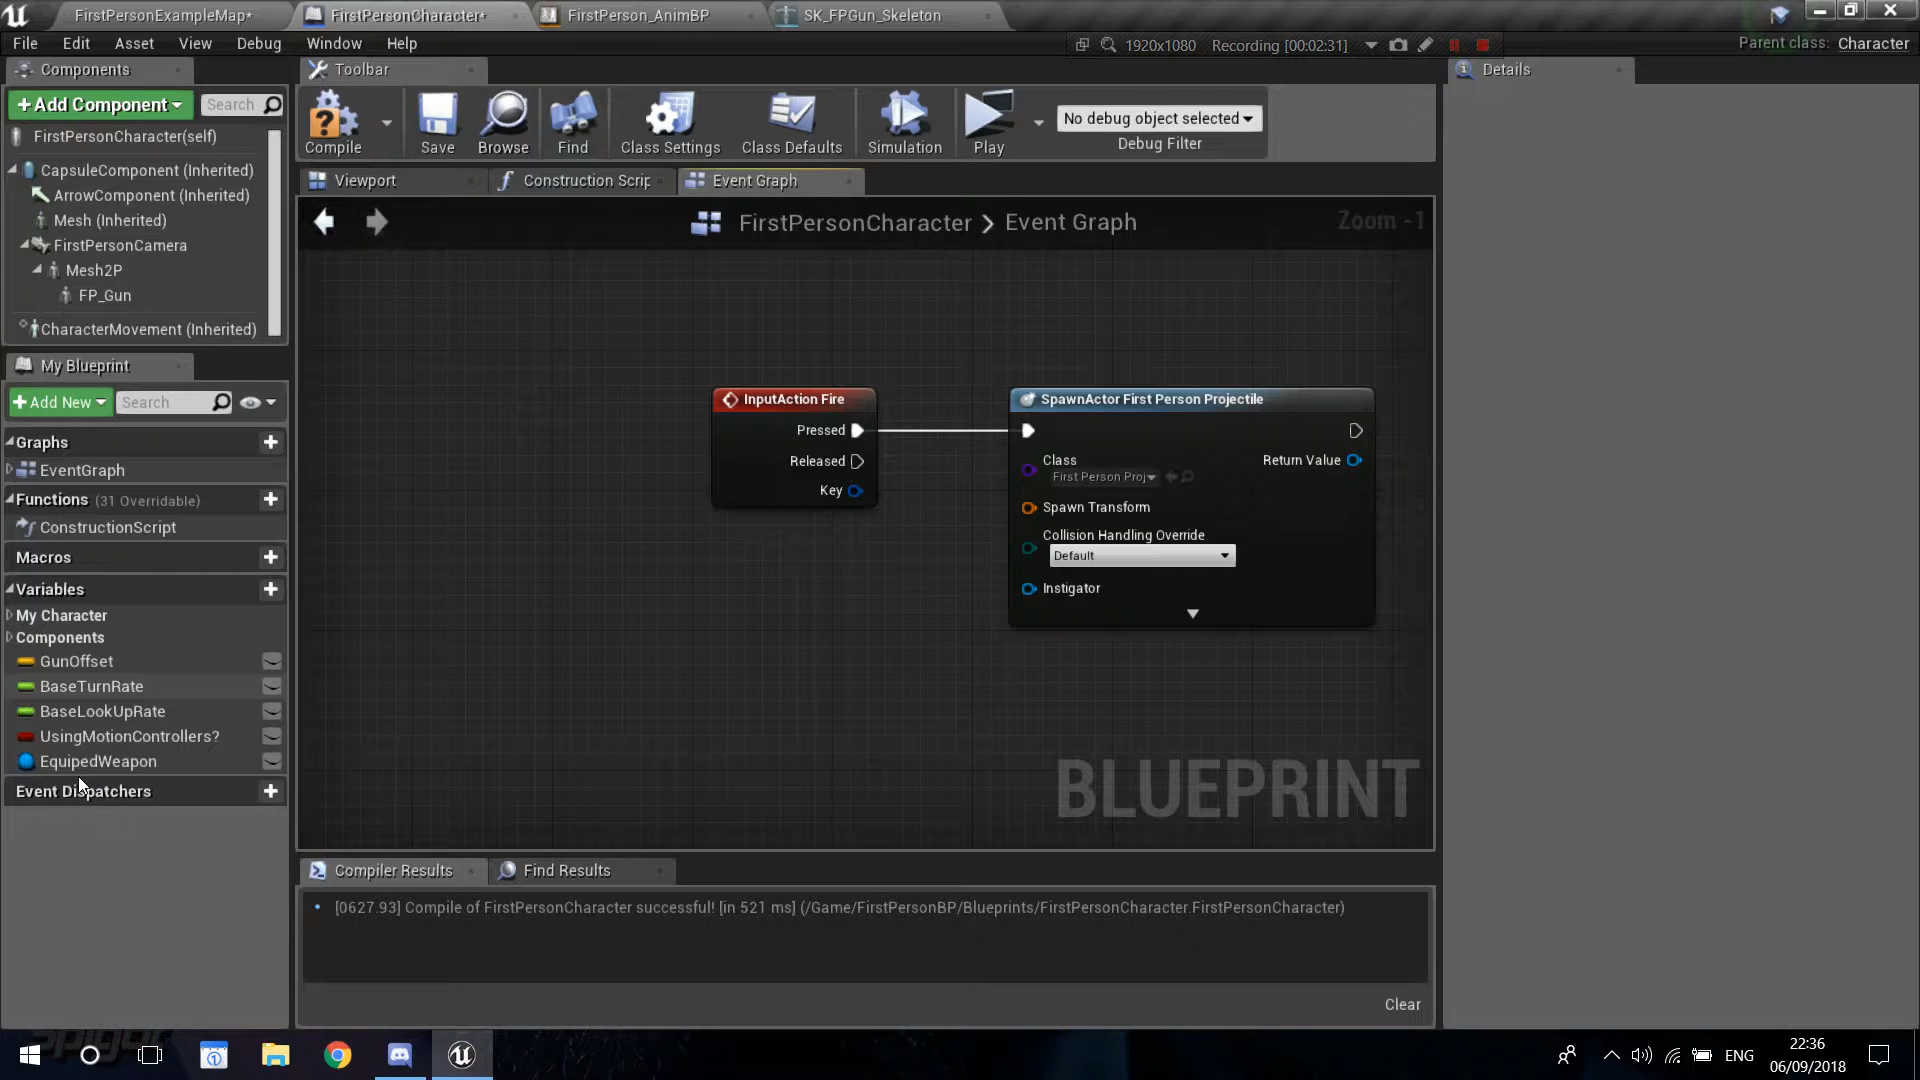 FirstPersonExampleMap*
FirstPersonCharacter*
FirstPerson_AnimBP
SK_FPGun_Skeleton
File Edit Asset View Debug Window Help
1920x1080 Recording [00:02:31]
Parent class: Character
Components
Toolbar
Details
+Add Component
Search
FirstPersonCharacter(self)
CapsuleComponent (Inherited)
ArrowComponent (Inherited)
Mesh (Inherited)
FirstPersonCamera
Mesh2P
FP_Gun
CharacterMovement (Inherited)
Compile Save Browse Find Class Settings Class Defaults Simulation Play
No debug object selected
Debug Filter
Viewport
Construction Scrip
Event Graph
FirstPersonCharacter > Event Graph
Zoom -1
My Blueprint
+Add New
Search
Graphs
EventGraph
Functions (31 Overridable)
ConstructionScript
Macros
Variables
My Character
Components
GunOffset
BaseTurnRate
BaseLookUpRate
UsingMotionControllers?
EquipedWeapon
Event Dispatchers
InputAction Fire
Pressed
Released
Key
SpawnActor First Person Projectile
Class
First Person Proj
Return Value
Spawn Transform
Collision Handling Override
Default
Instigator
BLUEPRINT
Compiler Results
Find Results
[0627.93] Compile of FirstPersonCharacter successful! [in 521 ms] (/Game/FirstPersonBP/Blueprints/FirstPersonCharacter.FirstPersonCharacter)
Clear
ENG
22:36
06/09/2018